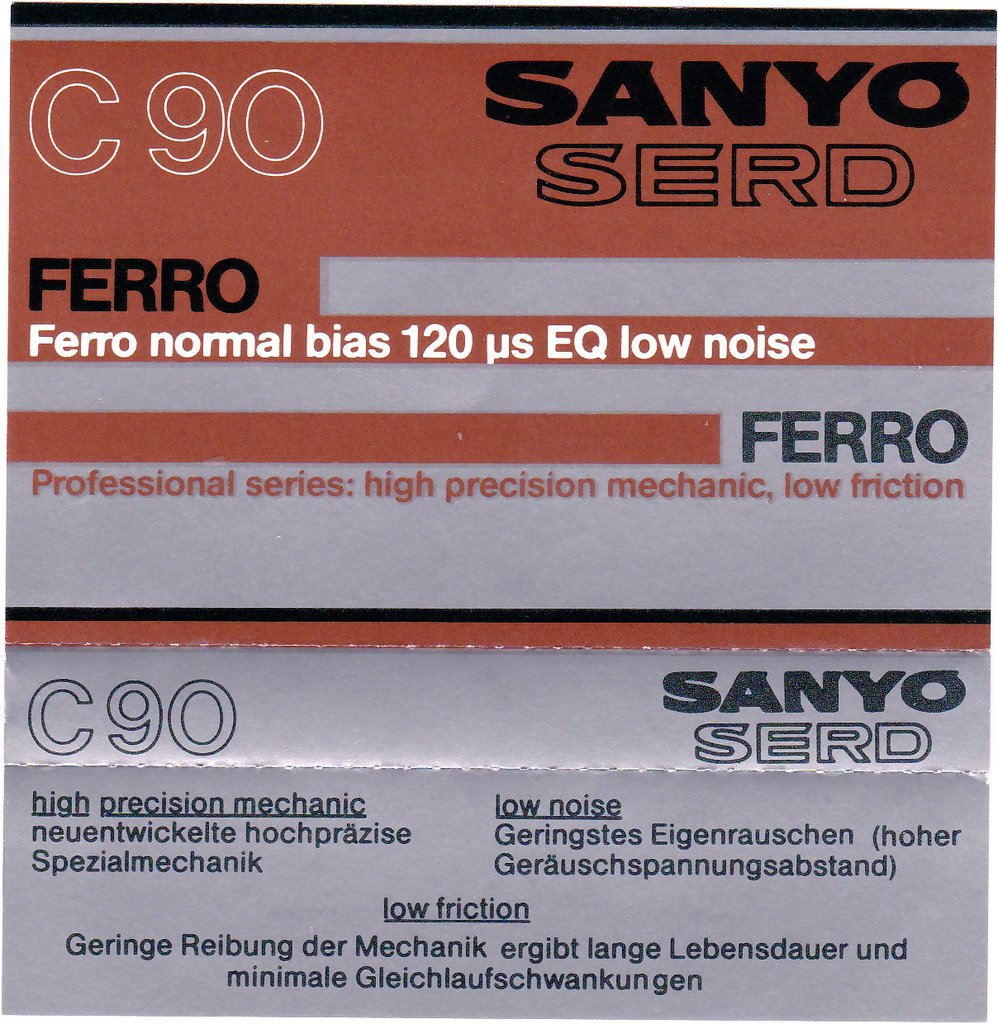 C 90 SANYO
SERD
FERRO
Ferro normal bias 120 µs EQ low noise
FERRO
Professional series: high precision mechanic, low friction
C 90 SANYO
SERD
high precision mechanic
neuentwickelte hochpräzise
Spezialmechanik
low noise
Geringstes Eigenrauschen (hoher
Geräuschspannungsabstand)
low friction
Geringe Reibung der Mechanik ergibt lange Lebensdauer und
minimale Gleichlaufschwankungen